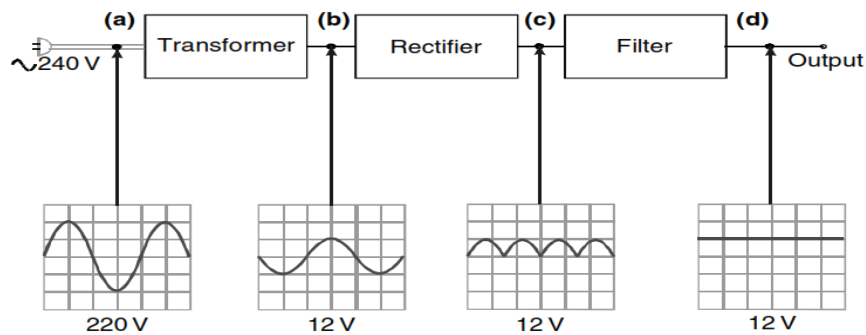 (a) (b) (c) (d)
Transformer Rectifier Filter
240 V Output
220 V 12 V 12 V 12 V